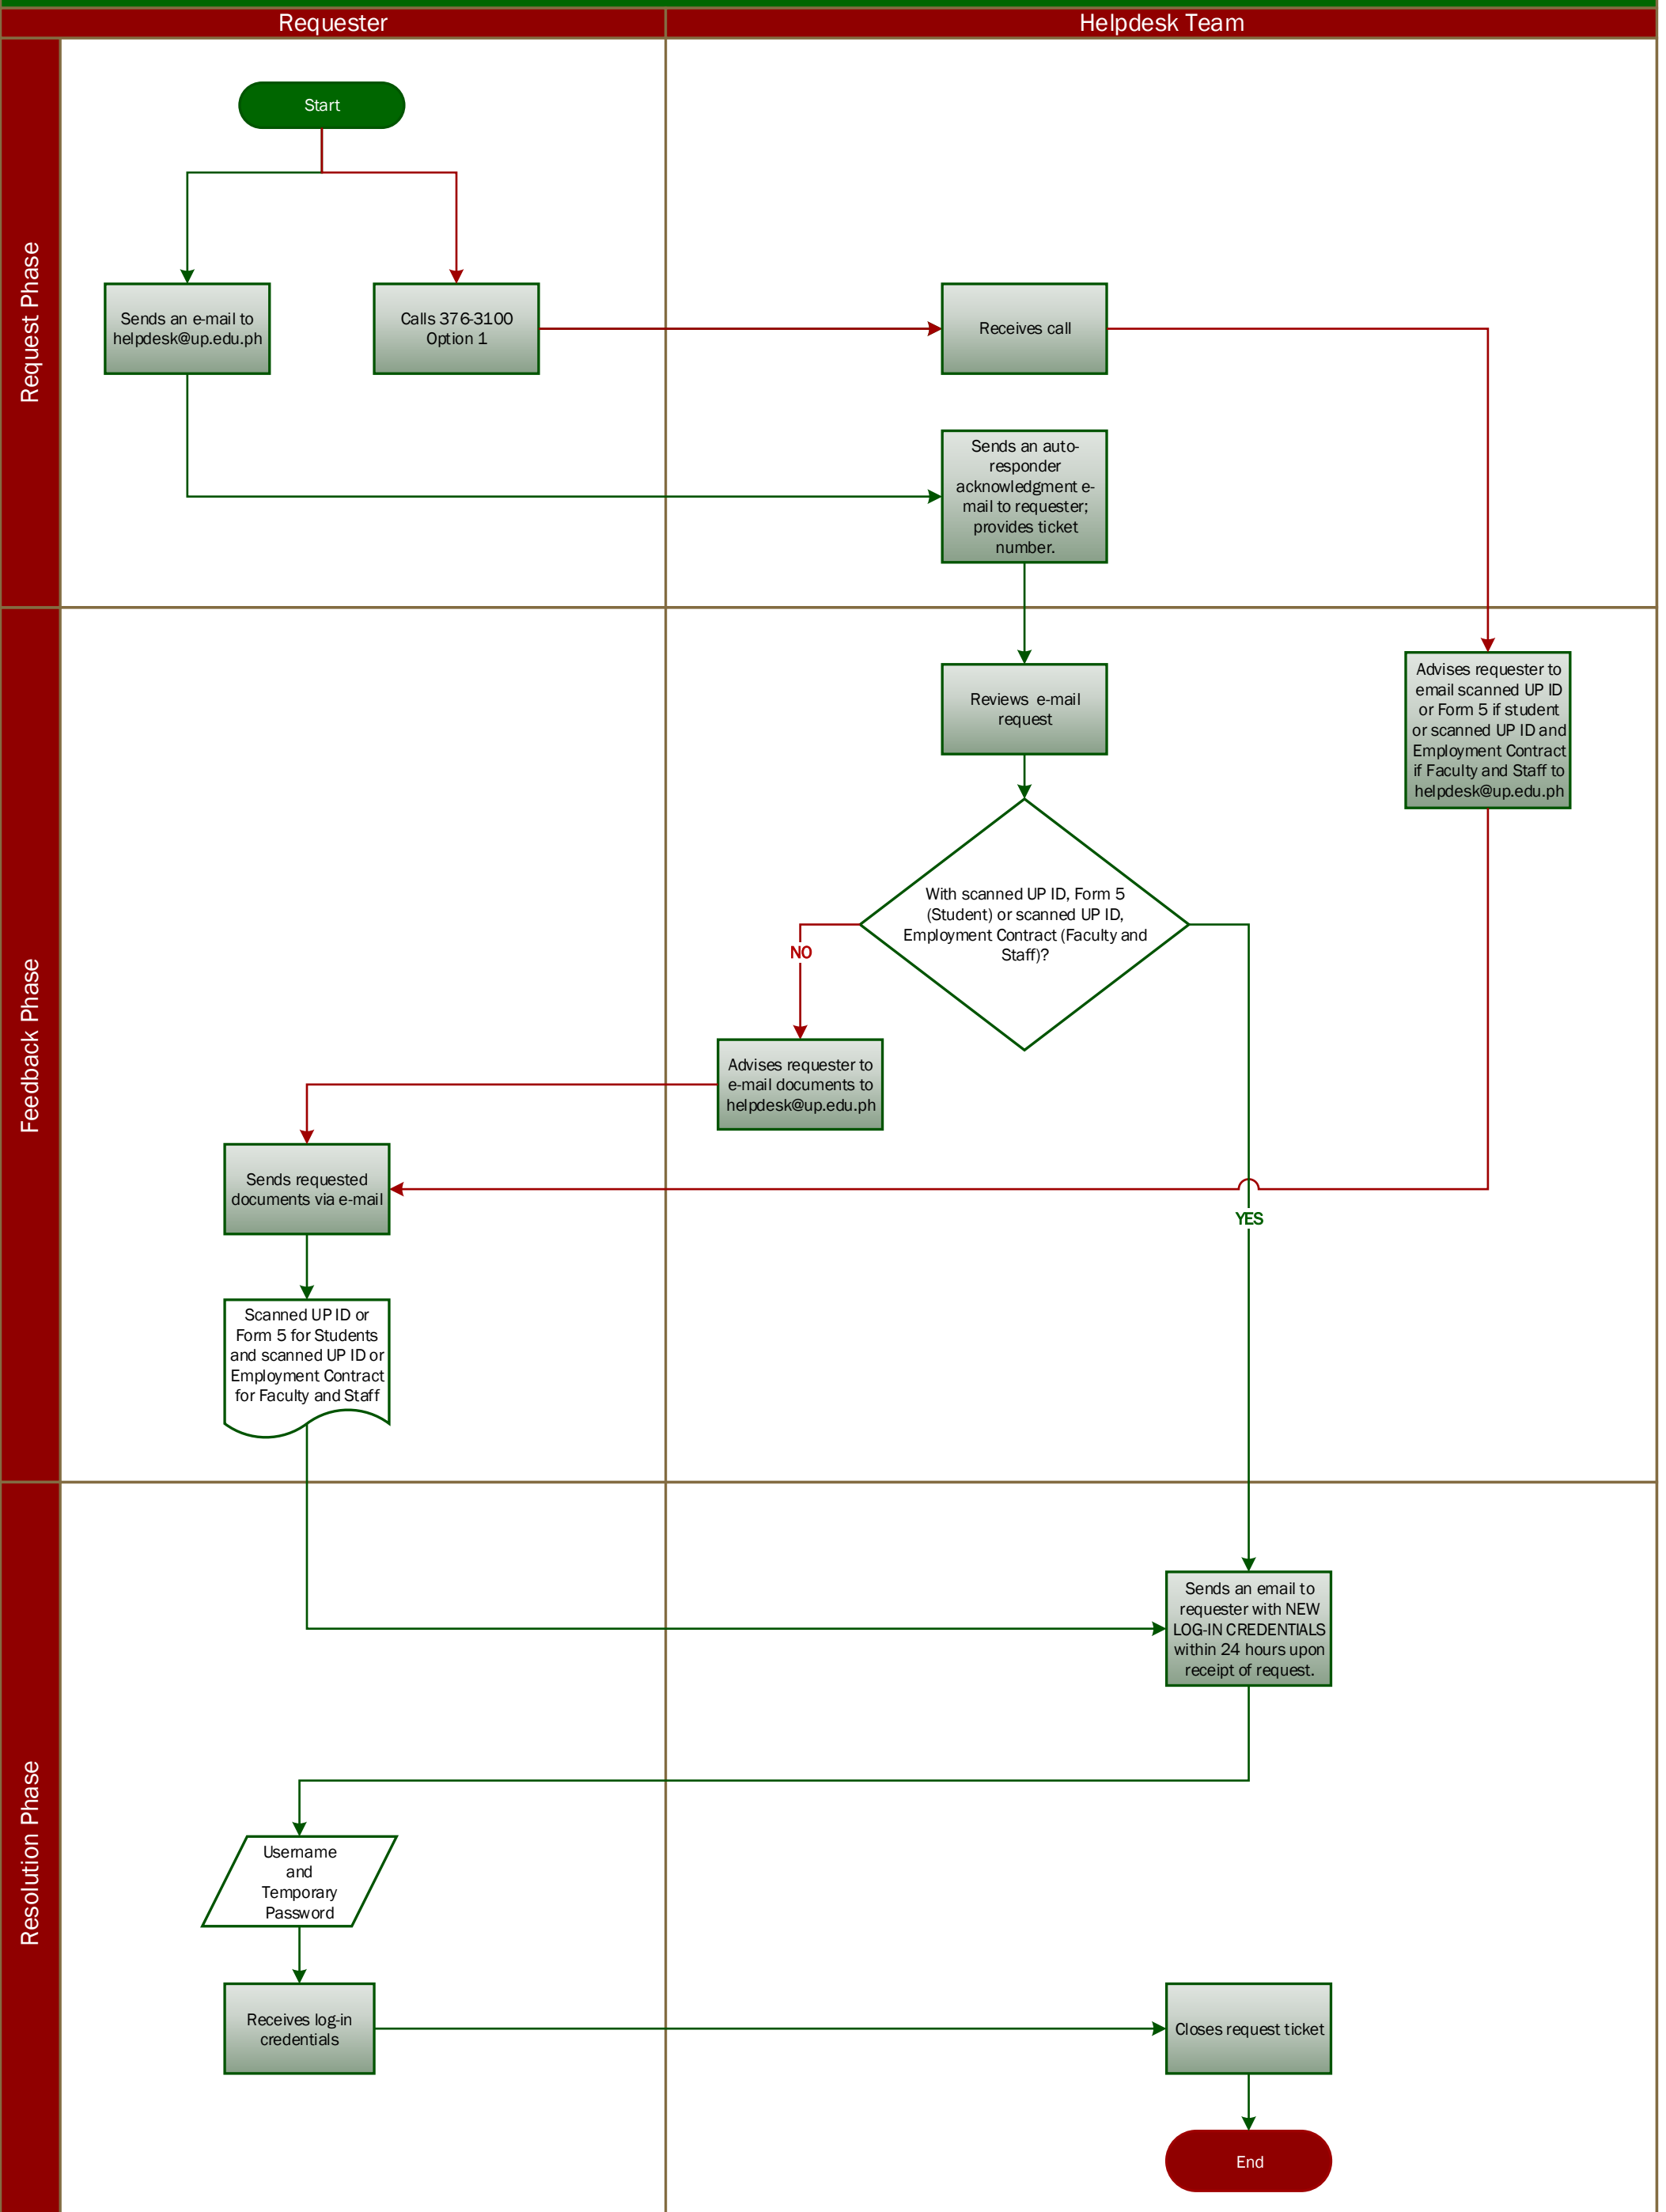 Requester
Helpdesk Team
Request Phase
Start
Sends an e-mail to
helpdesk@up.edu.ph
Calls 376-3100
Option 1
Receives call
Sends an auto-
responder
acknowledgment e-
mail to requester;
provides ticket
number.
Feedback Phase
Reviews e-mail
request
Advises requester to
email scanned UP ID
or Form 5 if student
or scanned UP ID and
Employment Contract
if Faculty and Staff to
helpdesk@up.edu.ph
With scanned UP ID, Form 5
(Student) or scanned UP ID,
Employment Contract (Faculty and
Staff)?
NO
Advises requester to
e-mail documents to
helpdesk@up.edu.ph
Sends requested
documents via e-mail
YES
Scanned UP ID or
Form 5 for Students
and scanned UP ID or
Employment Contract
for Faculty and Staff
Resolution Phase
Sends an email to
requester with NEW
LOG-IN CREDENTIALS
within 24 hours upon
receipt of request.
Username
and
Temporary
Password
Receives log-in
credentials
Closes request ticket
End